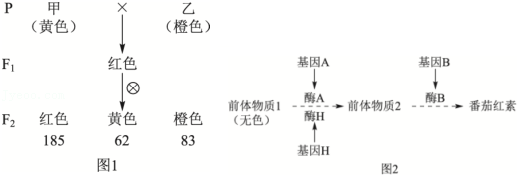 P 甲 × 乙
(黄色) (橙色)
F₁ 红色
⊗
F₂ 红色 黄色 橙色
185 62 83
图1
基因A 基因B
前体物质1 酶A 前体物质2 酶B 番茄红素
(无色) 酶H
基因H
图2